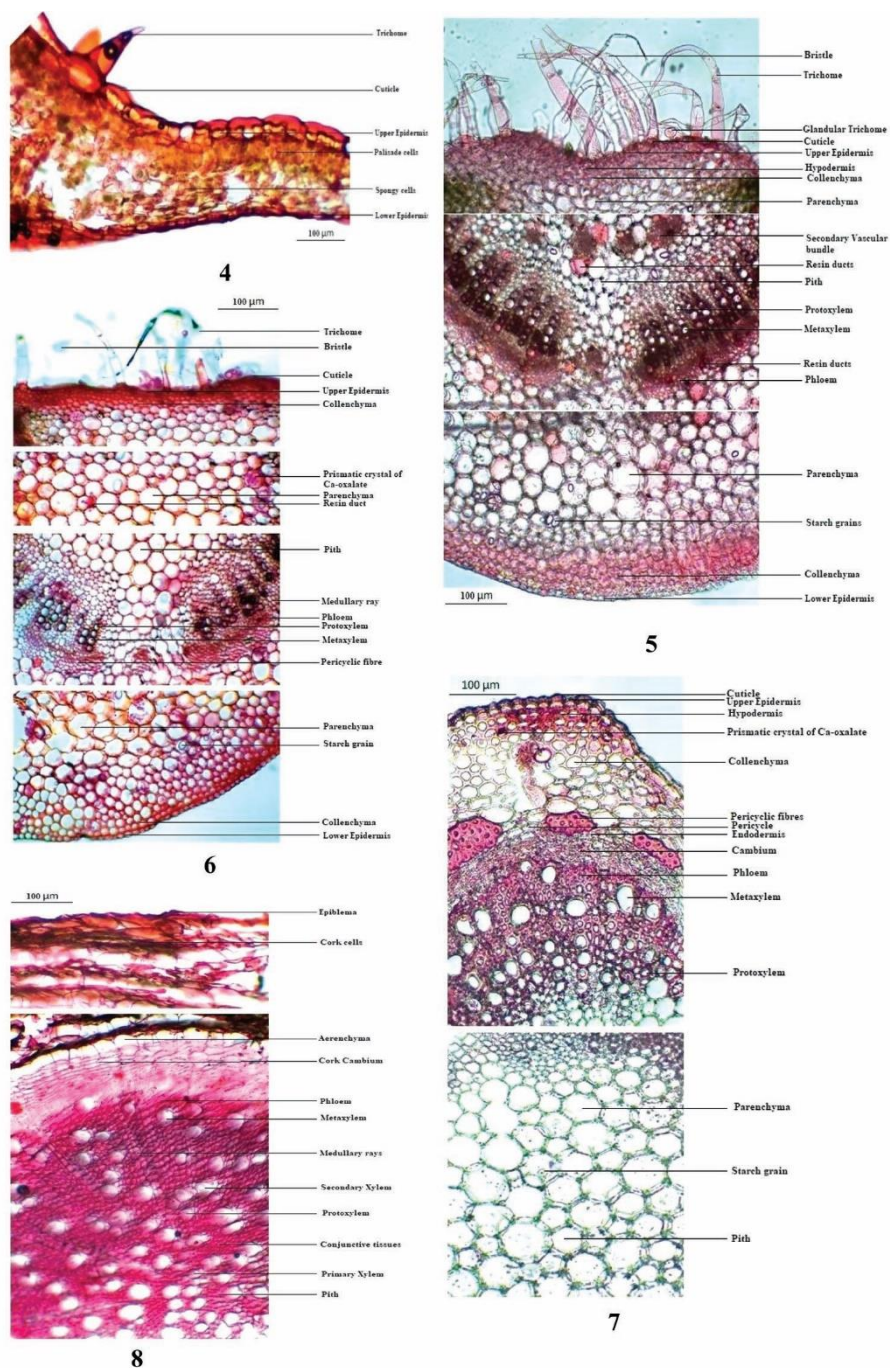 Trichome
Cuticle
Upper Epidermis
Palisade cells
Spongy cells
Lower Epidermis
100 µm
4
Bristle
Trichome
Glandular Trichome
Cuticle
Upper Epidermis
Hypodermis
Collenchyma
Parenchyma
Secondary Vascular
bundle
Resin ducts
Pith
Protoxylem
Metaxylem
Resin ducts
Phloem
Parenchyma
Starch grains
Collenchyma
Lower Epidermis
100 µm
5
100 µm
Trichome
Bristle
Cuticle
Upper Epidermis
Collenchyma
Prismatic crystal of
Ca-oxalate
Parenchyma
Resin duct
Pith
Medullary ray
Phloem
Protoxylem
Metaxylem
Pericyclic fibre
Parenchyma
Starch grain
Collenchyma
Lower Epidermis
6
100 µm
Cuticle
Upper Epidermis
Hypodermis
Prismatic crystal of Ca-oxalate
Collenchyma
Pericyclic fibres
Pericycle
Endodermis
Cambium
Phloem
Metaxylem
Protoxylem
Parenchyma
Starch grain
Pith
7
100 µm
Epiblema
Cork cells
Aerenchyma
Cork Cambium
Phloem
Metaxylem
Medullary rays
Secondary Xylem
Protoxylem
Conjunctive tissues
Primary Xylem
Pith
8